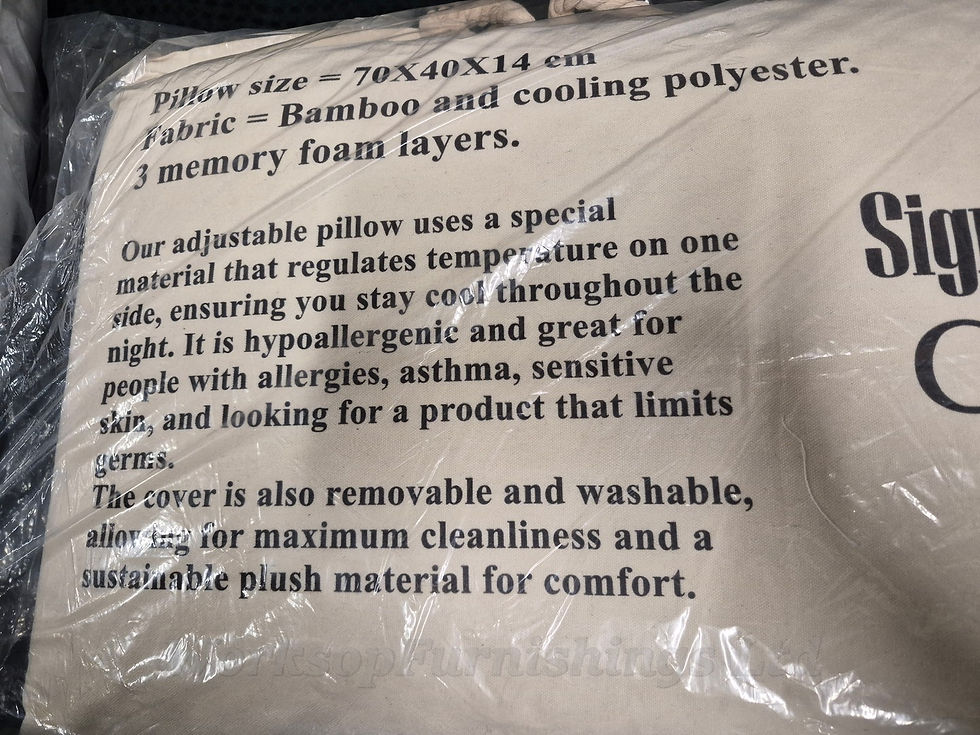 Pillow size = 70X40X14 cm
Fabric = Bamboo and cooling polyester.
3 memory foam layers.
Our adjustable pillow uses a special
material that regulates temperature on one
side, ensuring you stay cool throughout the
night. It is hypoallergenic and great for
people with allergies, asthma, sensitive
skin, and looking for a product that limits
germs.
The cover is also removable and washable,
allowing for maximum cleanliness and a
sustainable plush material for comfort.
Sig
C
WorksopFurnishings Ltd